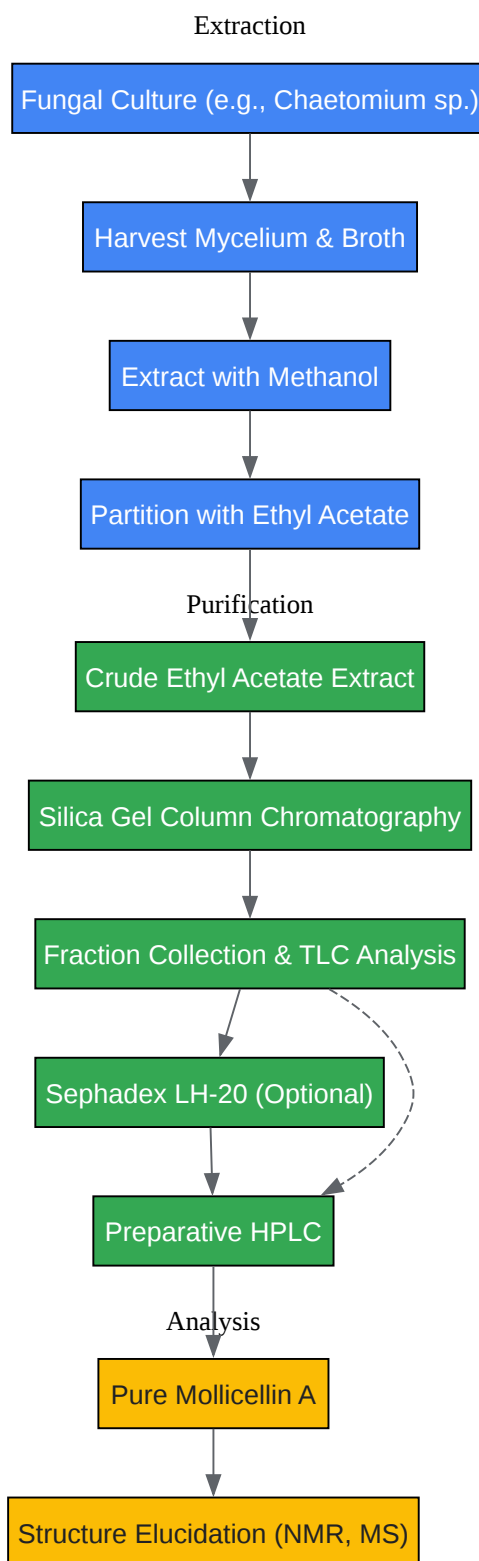 Extraction
Fungal Culture (e.g., Chaetomium sp.)
Harvest Mycelium & Broth
Extract with Methanol
Partition with Ethyl Acetate
Purification
Crude Ethyl Acetate Extract
Silica Gel Column Chromatography
Fraction Collection & TLC Analysis
Sephadex LH-20 (Optional)
Preparative HPLC
Analysis
Pure Mollicellin A
Structure Elucidation (NMR, MS)